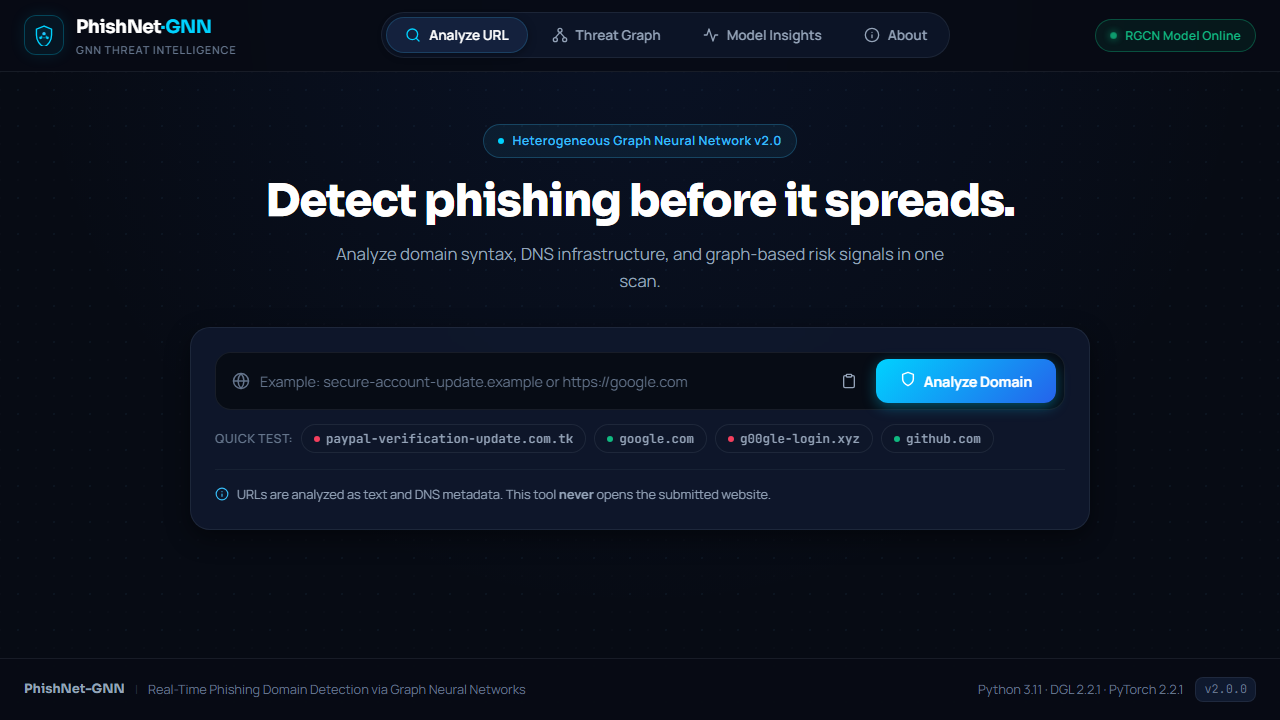 PhishNet·GNN
GNN THREAT INTELLIGENCE
Analyze URL
Threat Graph
Model Insights
About
RGCN Model Online
Heterogeneous Graph Neural Network v2.0
Detect phishing before it spreads.
Analyze domain syntax, DNS infrastructure, and graph-based risk signals in one
scan.
Example: secure-account-update.example or https://google.com
Analyze Domain
QUICK TEST:
paypal-verification-update.com.tk
google.com
g00gle-login.xyz
github.com
URLs are analyzed as text and DNS metadata. This tool never opens the submitted website.
PhishNet-GNN
Real-Time Phishing Domain Detection via Graph Neural Networks
Python 3.11 · DGL 2.2.1 · PyTorch 2.2.1
v2.0.0